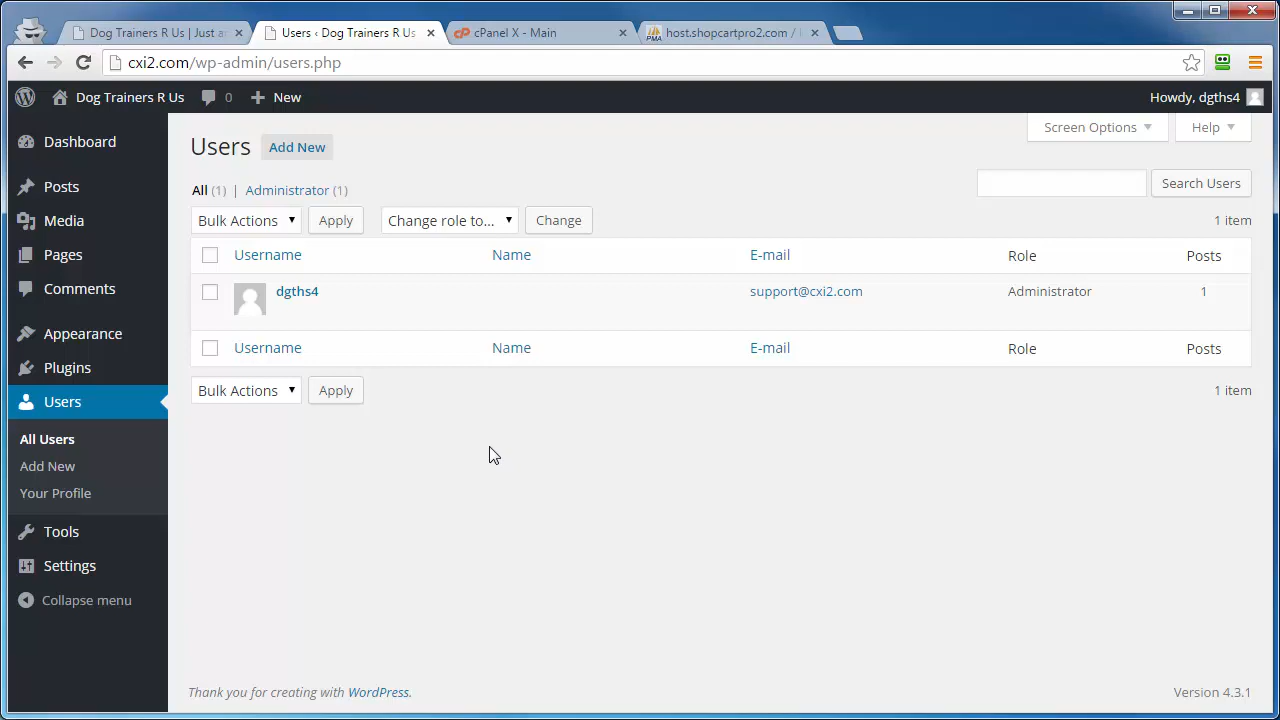 Dog Trainers R Us | Just a
Users ‹ Dog Trainers R Us
cP cPanel X - Main
PMA host.shopcartpro2.com /
cxi2.com/wp-admin/users.php
Dog Trainers R Us 0 + New Howdy, dgths4
Screen Options Help
Dashboard
Posts
Media
Pages
Comments
Appearance
Plugins
Users
All Users
Add New
Your Profile
Tools
Settings
Collapse menu
Users Add New
All (1) | Administrator (1)
Search Users
Bulk Actions Apply Change role to... Change 1 item
Username Name E-mail Role Posts
dgths4 support@cxi2.com Administrator 1
Username Name E-mail Role Posts
Bulk Actions Apply 1 item
Thank you for creating with WordPress. Version 4.3.1